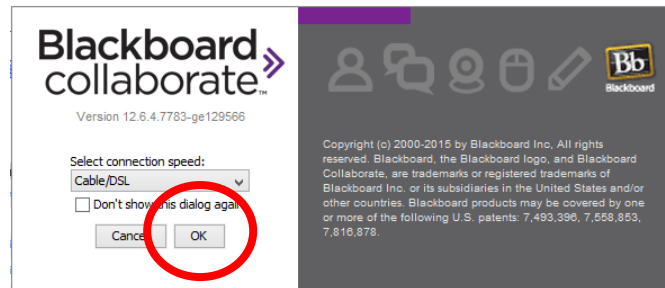 Blackboard
collaborate™
Version 12.6.4.7783-ge129566
Select connection speed:
Cable/DSL
Don't show this dialog again
Cancel OK
Bb
Blackboard
Copyright (c) 2000-2015 by Blackboard Inc, All rights
reserved. Blackboard, the Blackboard logo, and Blackboard
Collaborate, are trademarks or registered trademarks of
Blackboard Inc. or its subsidiaries in the United States and/or
other countries. Blackboard products may be covered by one
or more of the following U.S. patents: 7,493,396, 7,558,853,
7,816,878.